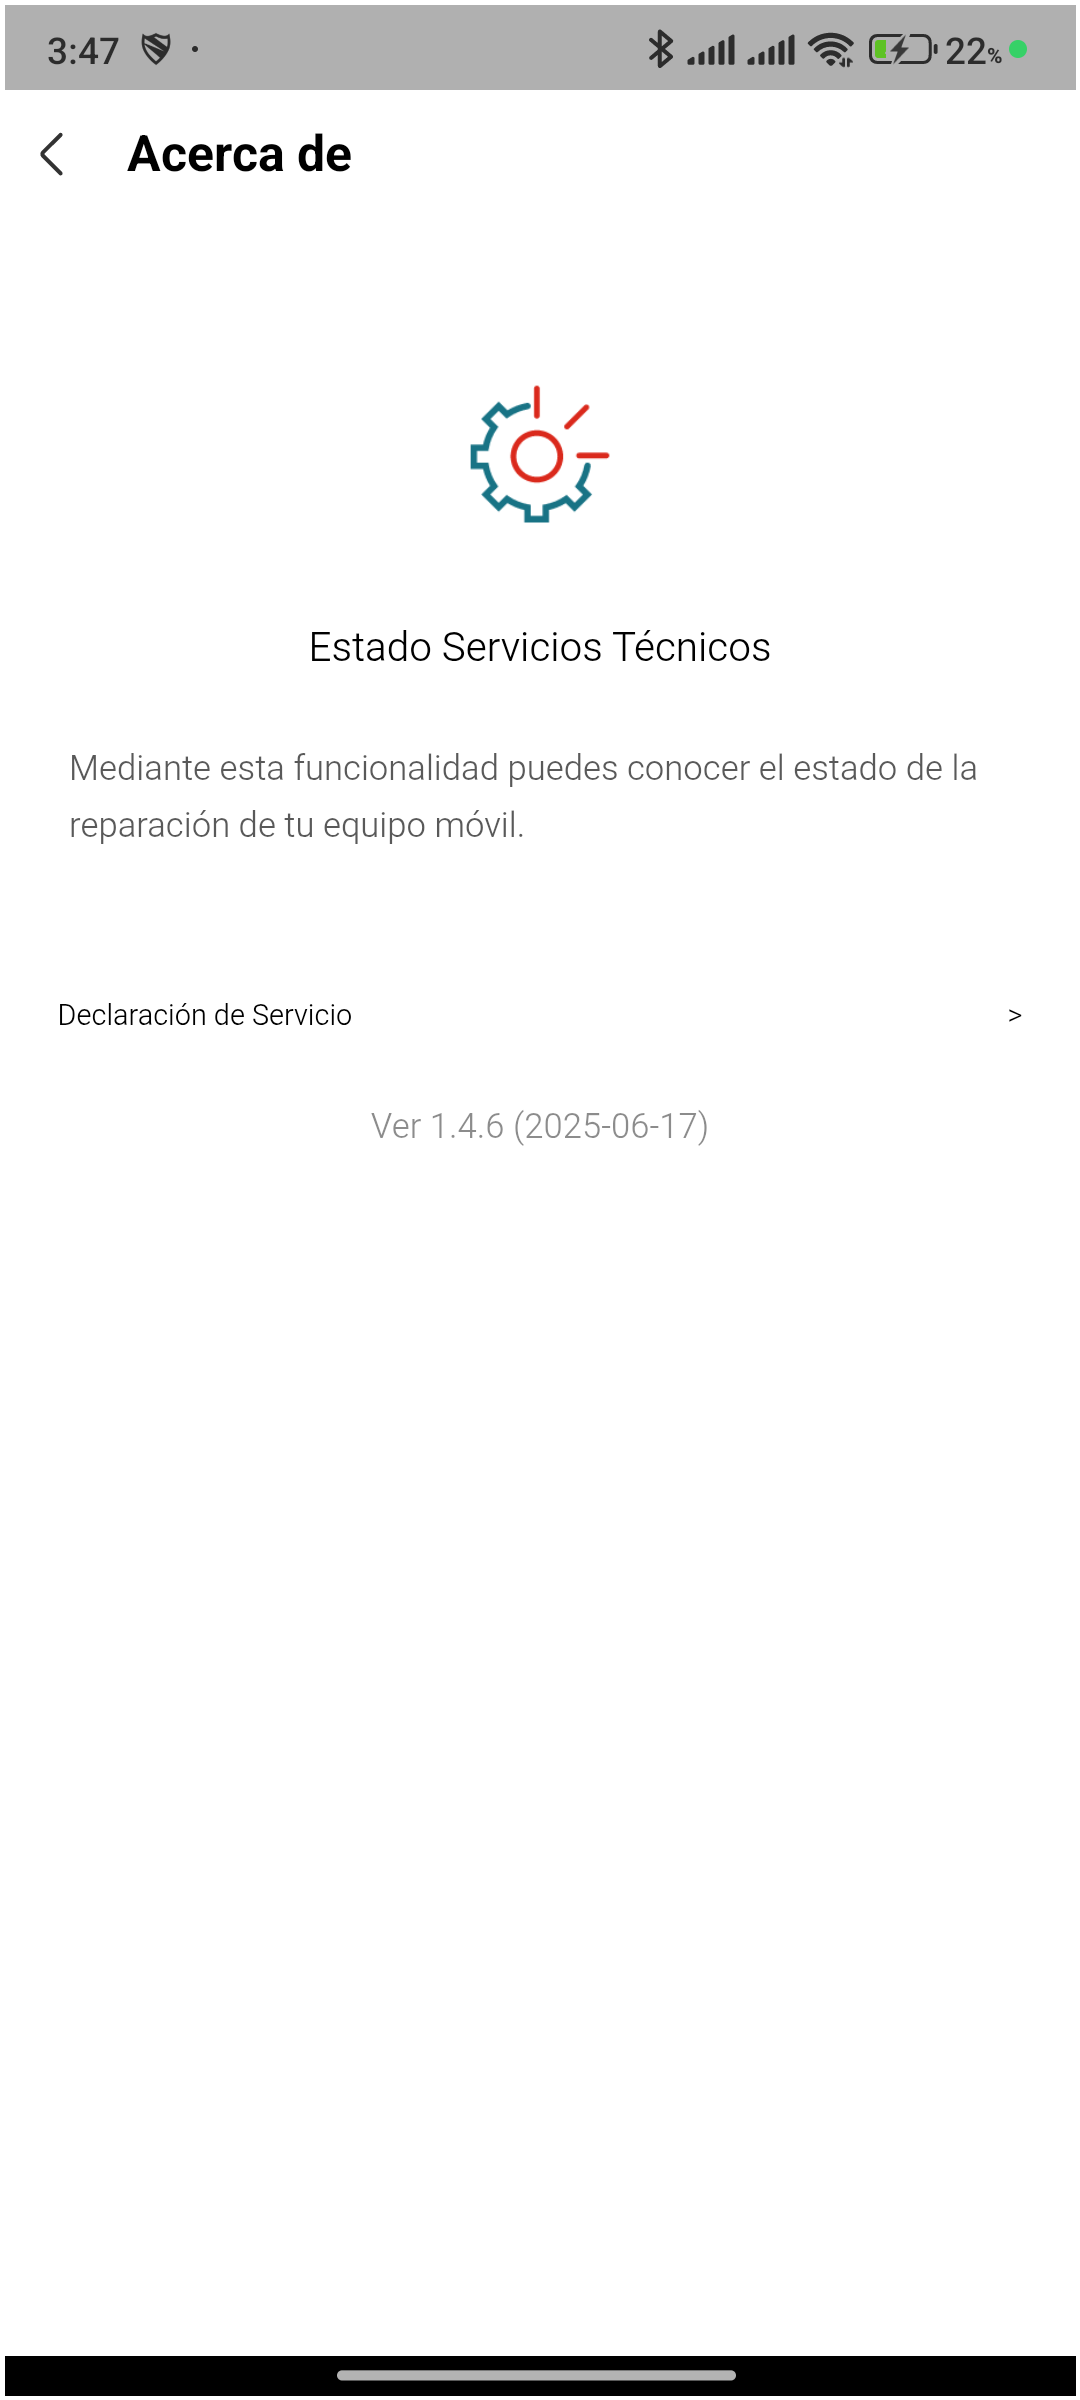 3:47
22%
Acerca de
Estado Servicios Técnicos
Mediante esta funcionalidad puedes conocer el estado de la
reparación de tu equipo móvil.
Declaración de Servicio >
Ver 1.4.6 (2025-06-17)